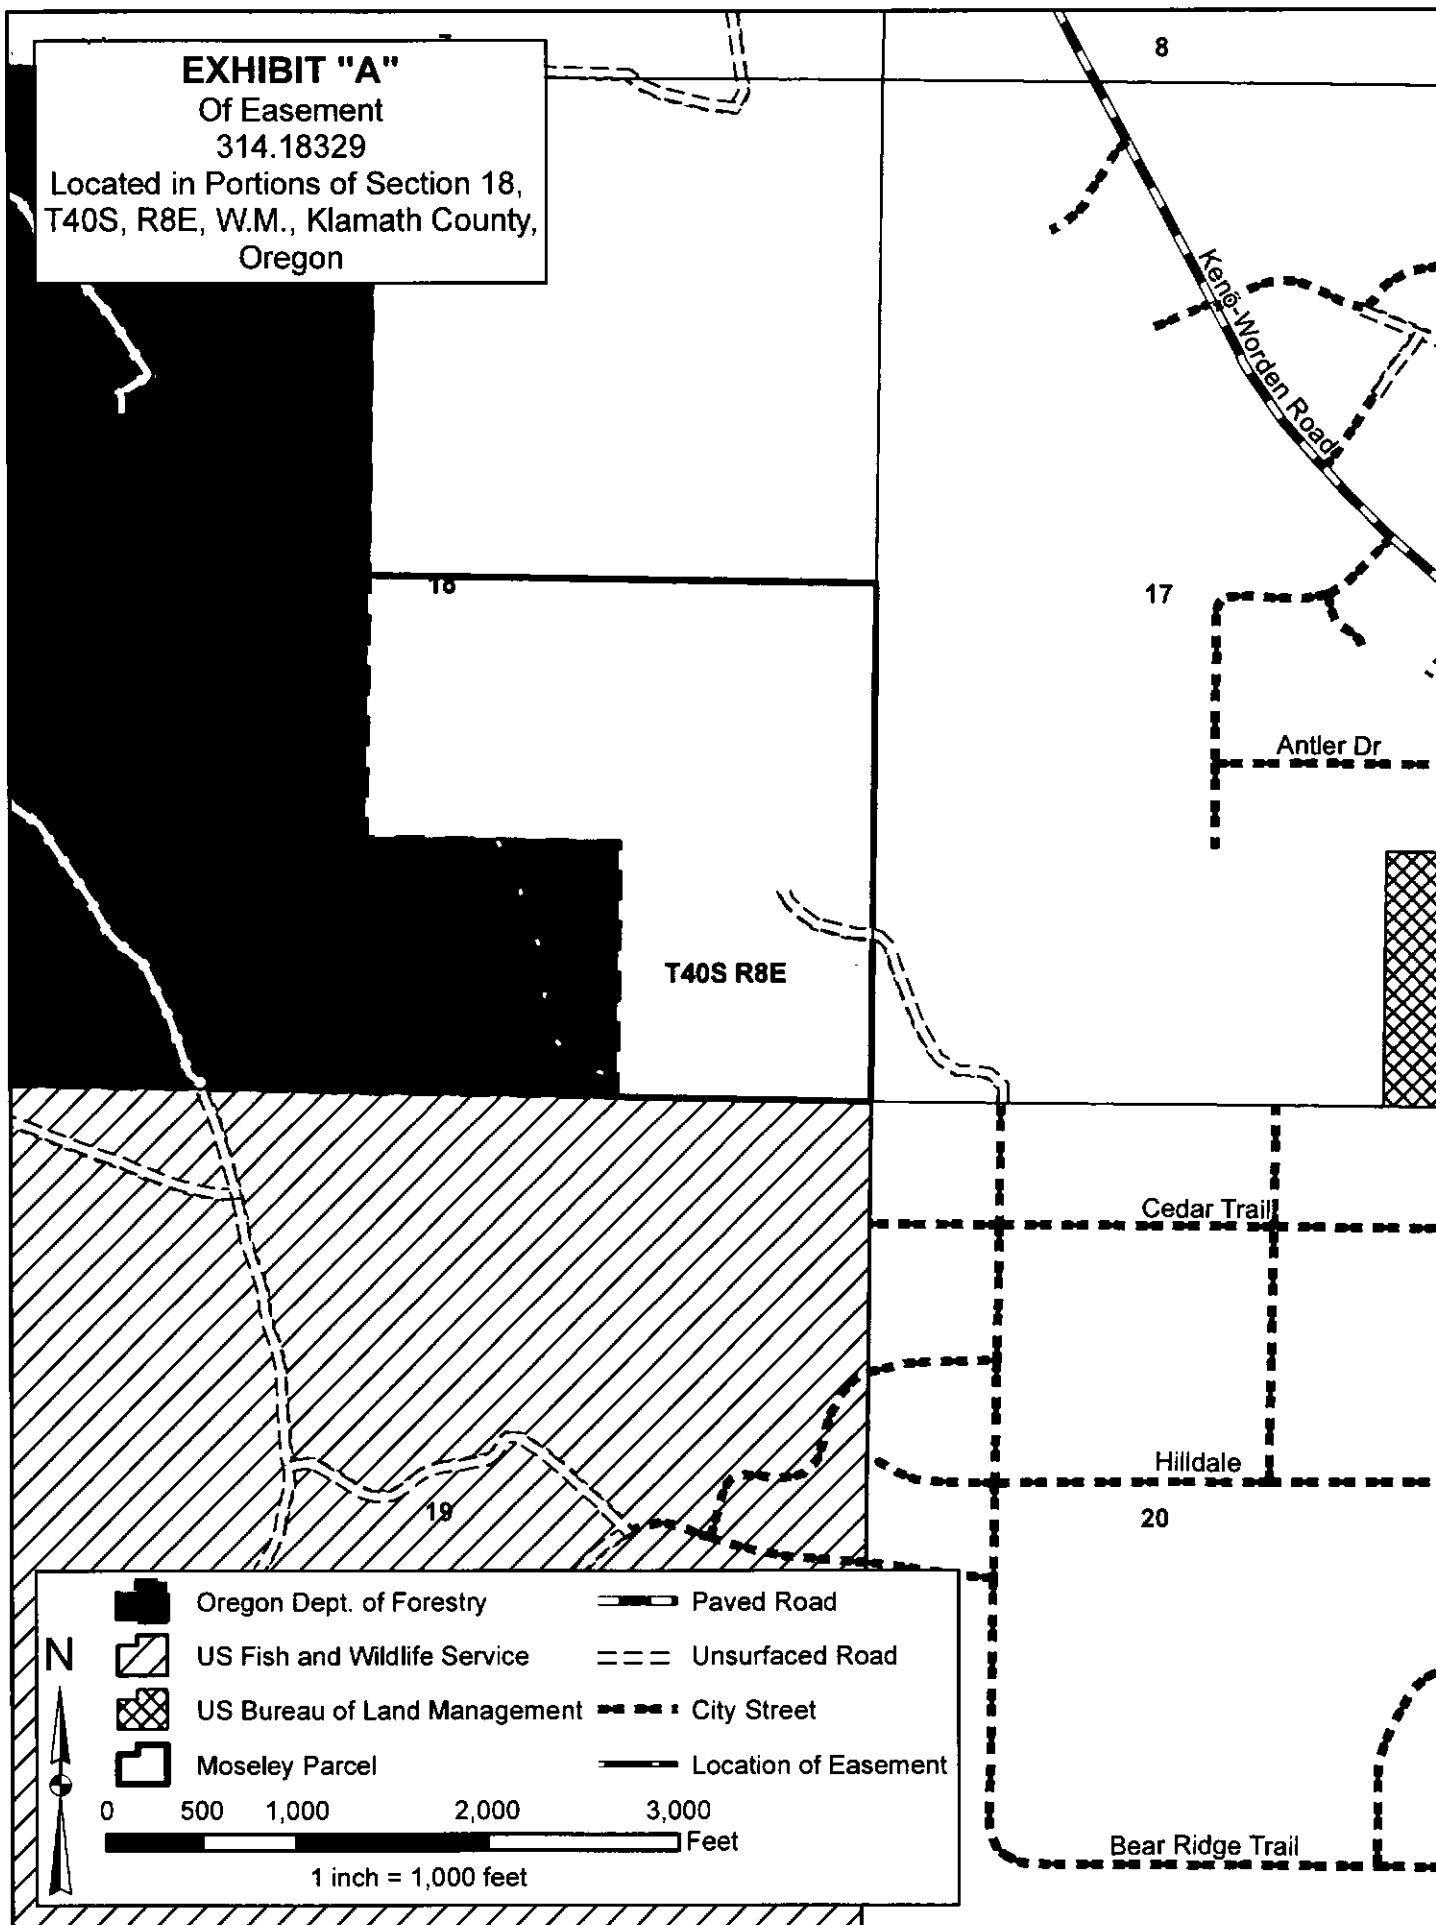 EXHIBIT "A"
Of Easement
314.18329
Located in Portions of Section 18,
T40S, R8E, W.M., Klamath County,
Oregon
8
Keno-Worden Road
17
Antler Dr
T40S R8E
Cedar Trail
Hilldale
19
20
Bear Ridge Trail
N
Oregon Dept. of Forestry
US Fish and Wildlife Service
US Bureau of Land Management
Moseley Parcel
Paved Road
Unsurfaced Road
City Street
Location of Easement
0 500 1,000 2,000 3,000
Feet
1 inch = 1,000 feet